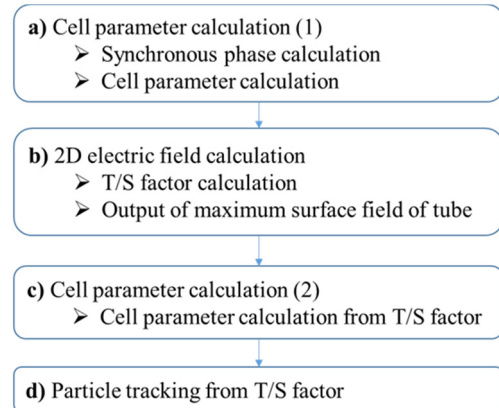 a) Cell parameter calculation (1)
➢ Synchronous phase calculation
➢ Cell parameter calculation
b) 2D electric field calculation
➢ T/S factor calculation
➢ Output of maximum surface field of tube
c) Cell parameter calculation (2)
➢ Cell parameter calculation from T/S factor
d) Particle tracking from T/S factor